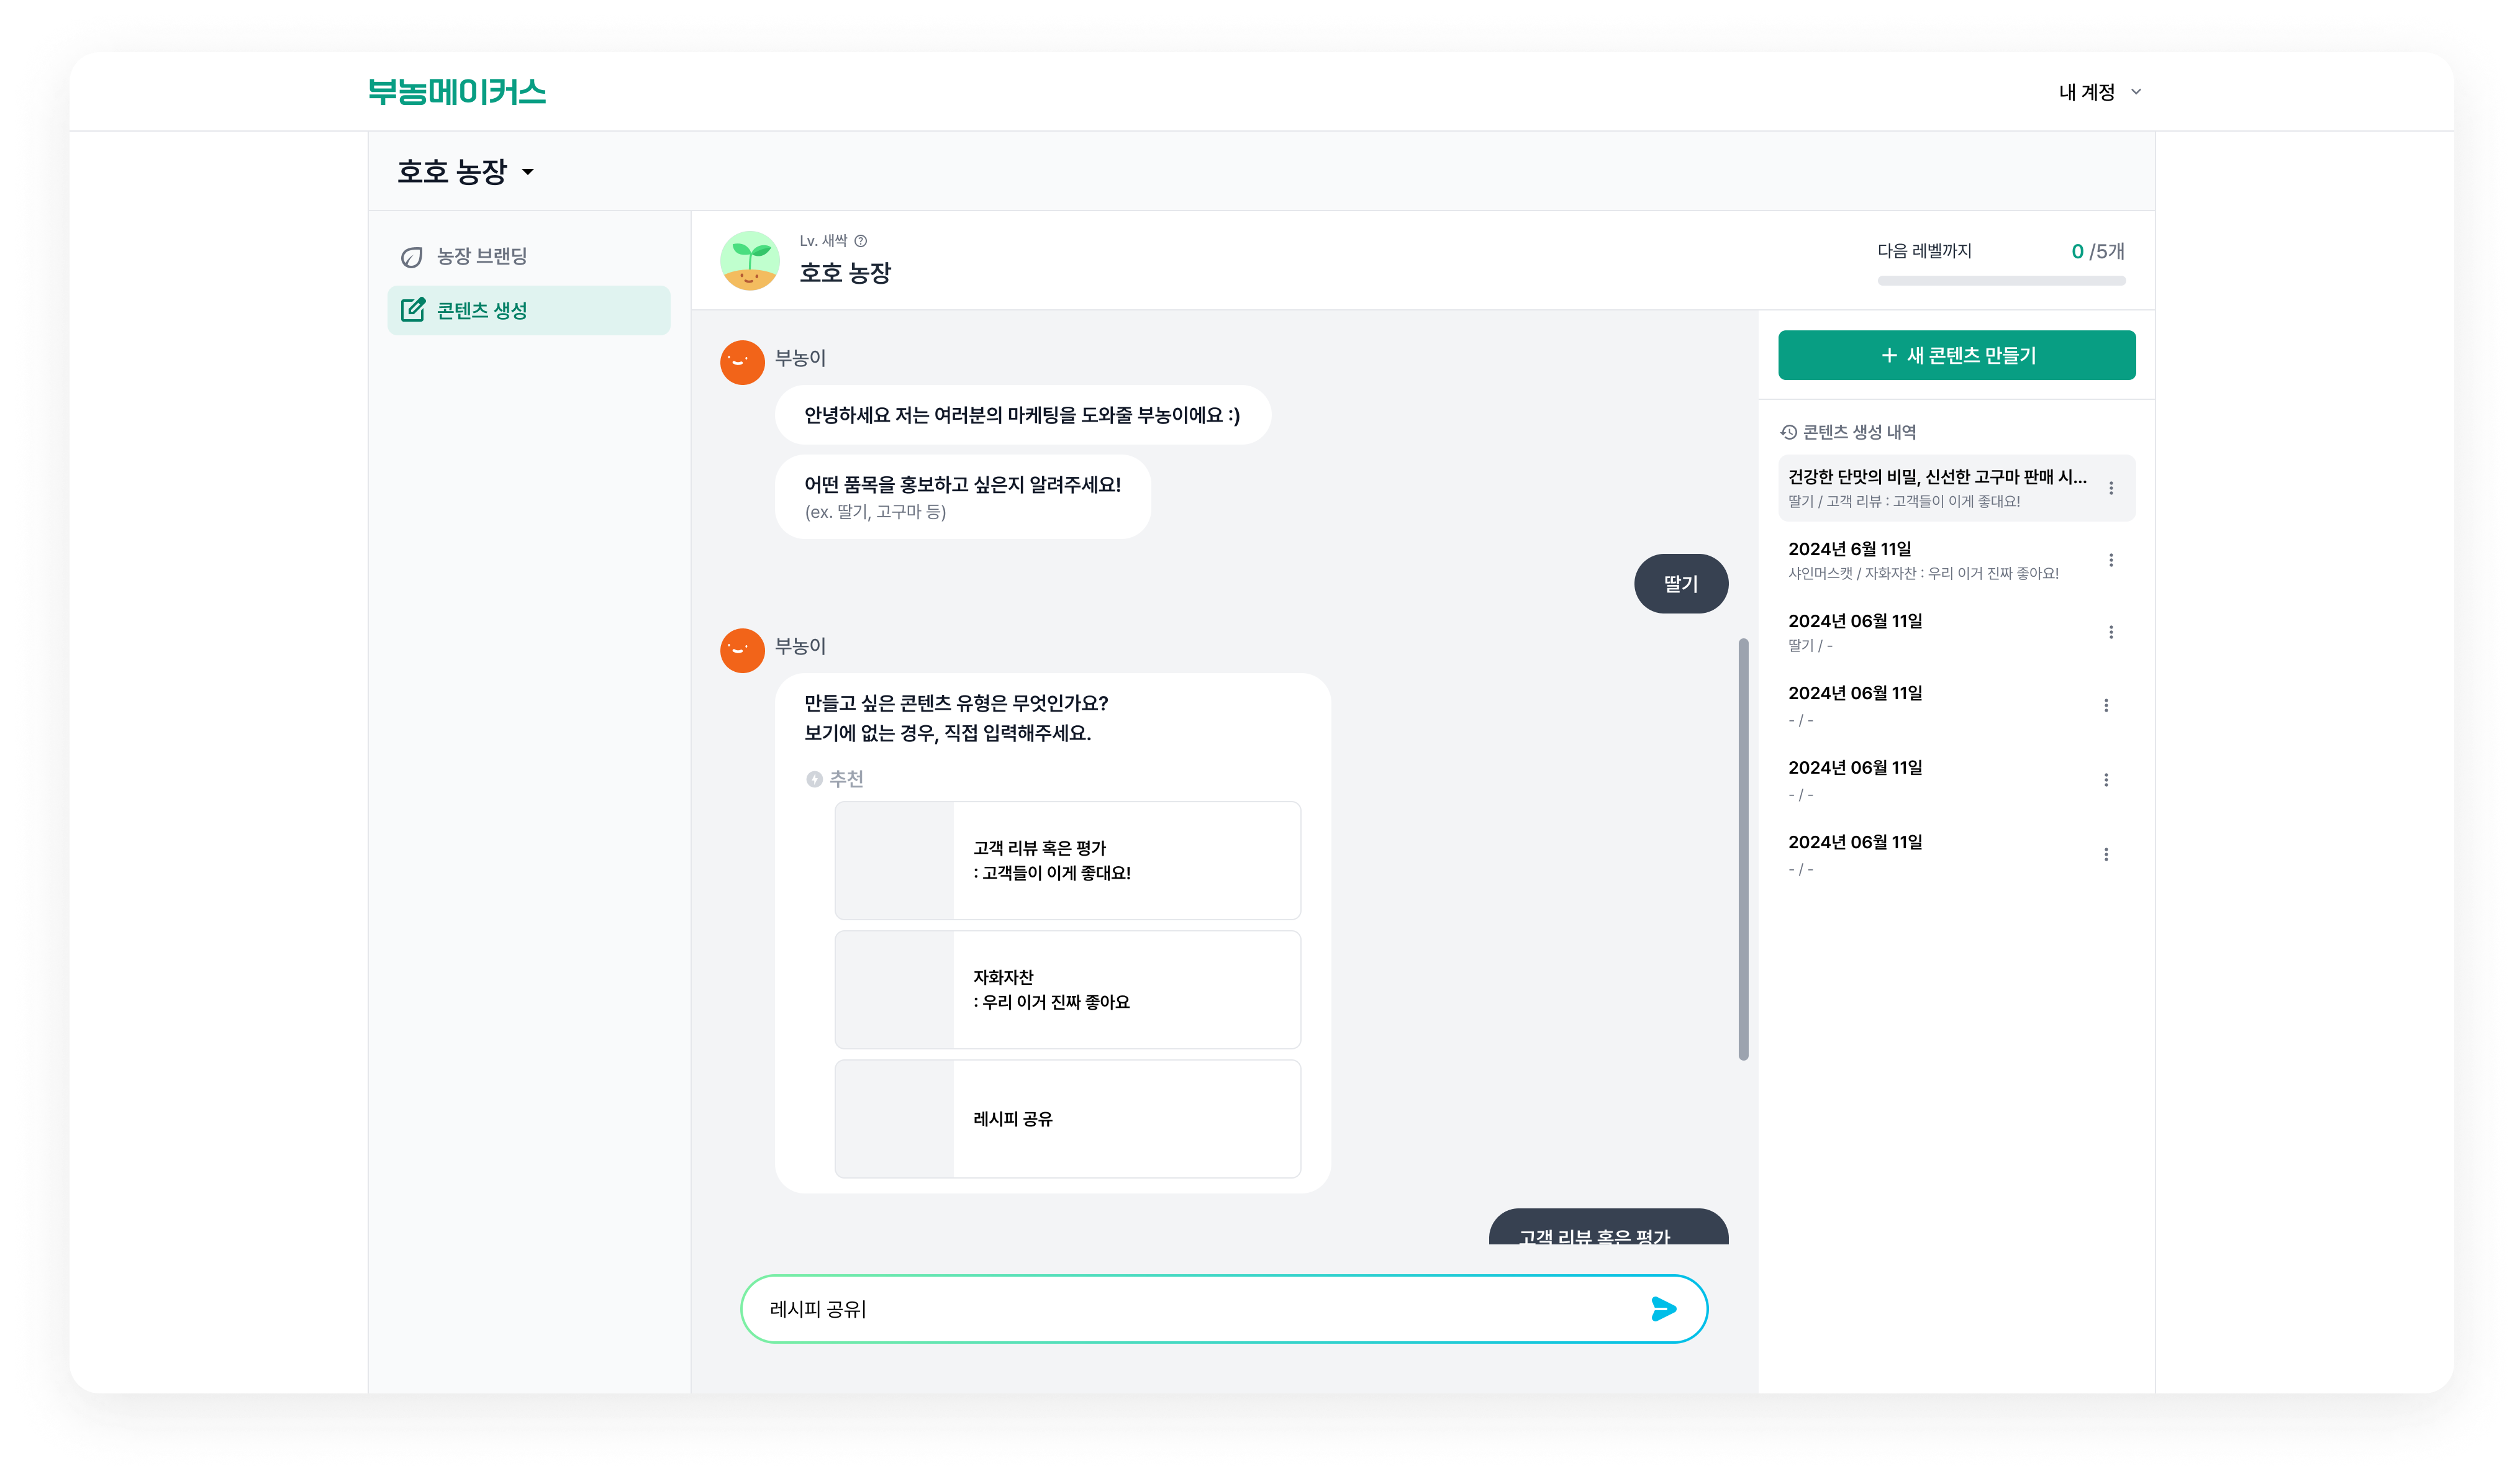 부농메이커스
내 계정
호호 농장
농장 브랜딩
콘텐츠 생성
Lv. 새싹
호호 농장
다음 레벨까지
0 /5개
부농이
안녕하세요 저는 여러분의 마케팅을 도와줄 부농이에요 :)
어떤 품목을 홍보하고 싶은지 알려주세요!
(ex. 딸기, 고구마 등)
딸기
부농이
만들고 싶은 콘텐츠 유형은 무엇인가요?
보기에 없는 경우, 직접 입력해주세요.
추천
고객 리뷰 혹은 평가
: 고객들이 이게 좋대요!
자화자찬
: 우리 이거 진짜 좋아요
레시피 공유
고객 리뷰 혹은 평가
레시피 공유
+ 새 콘텐츠 만들기
콘텐츠 생성 내역
건강한 단맛의 비밀, 신선한 고구마 판매 시...
딸기 / 고객 리뷰 : 고객들이 이게 좋대요!
2024년 6월 11일
샤인머스캣 / 자화자찬 : 우리 이거 진짜 좋아요!
2024년 06월 11일
딸기 / -
2024년 06월 11일
- / -
2024년 06월 11일
- / -
2024년 06월 11일
- / -